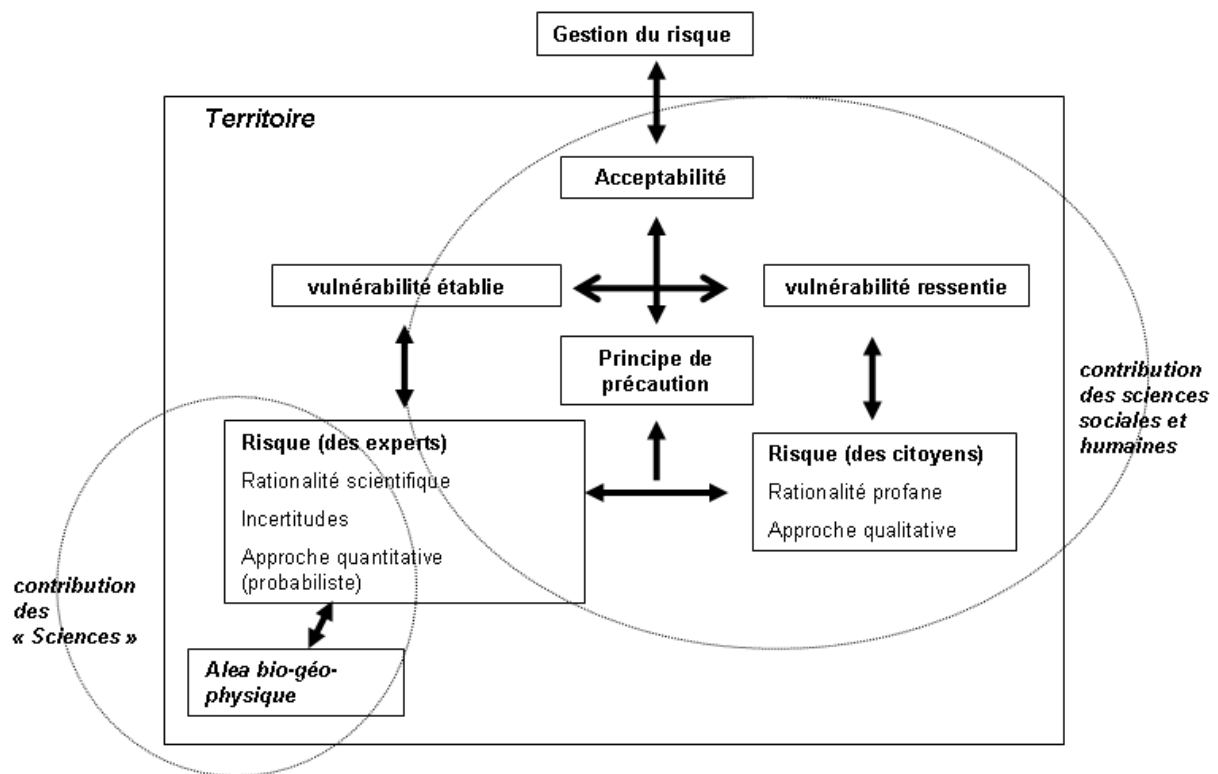 Gestion du risque
Territoire
Acceptabilité
vulnérabilité établie
vulnérabilité ressentie
Principe de
précaution
contribution
des sciences
sociales et
humaines
Risque (des experts)
Rationalité scientifique
Incertitudes
Approche quantitative
(probabiliste)
Risque (des citoyens)
Rationalité profane
Approche qualitative
contribution
des
« Sciences »
Alea bio-géo-
physique